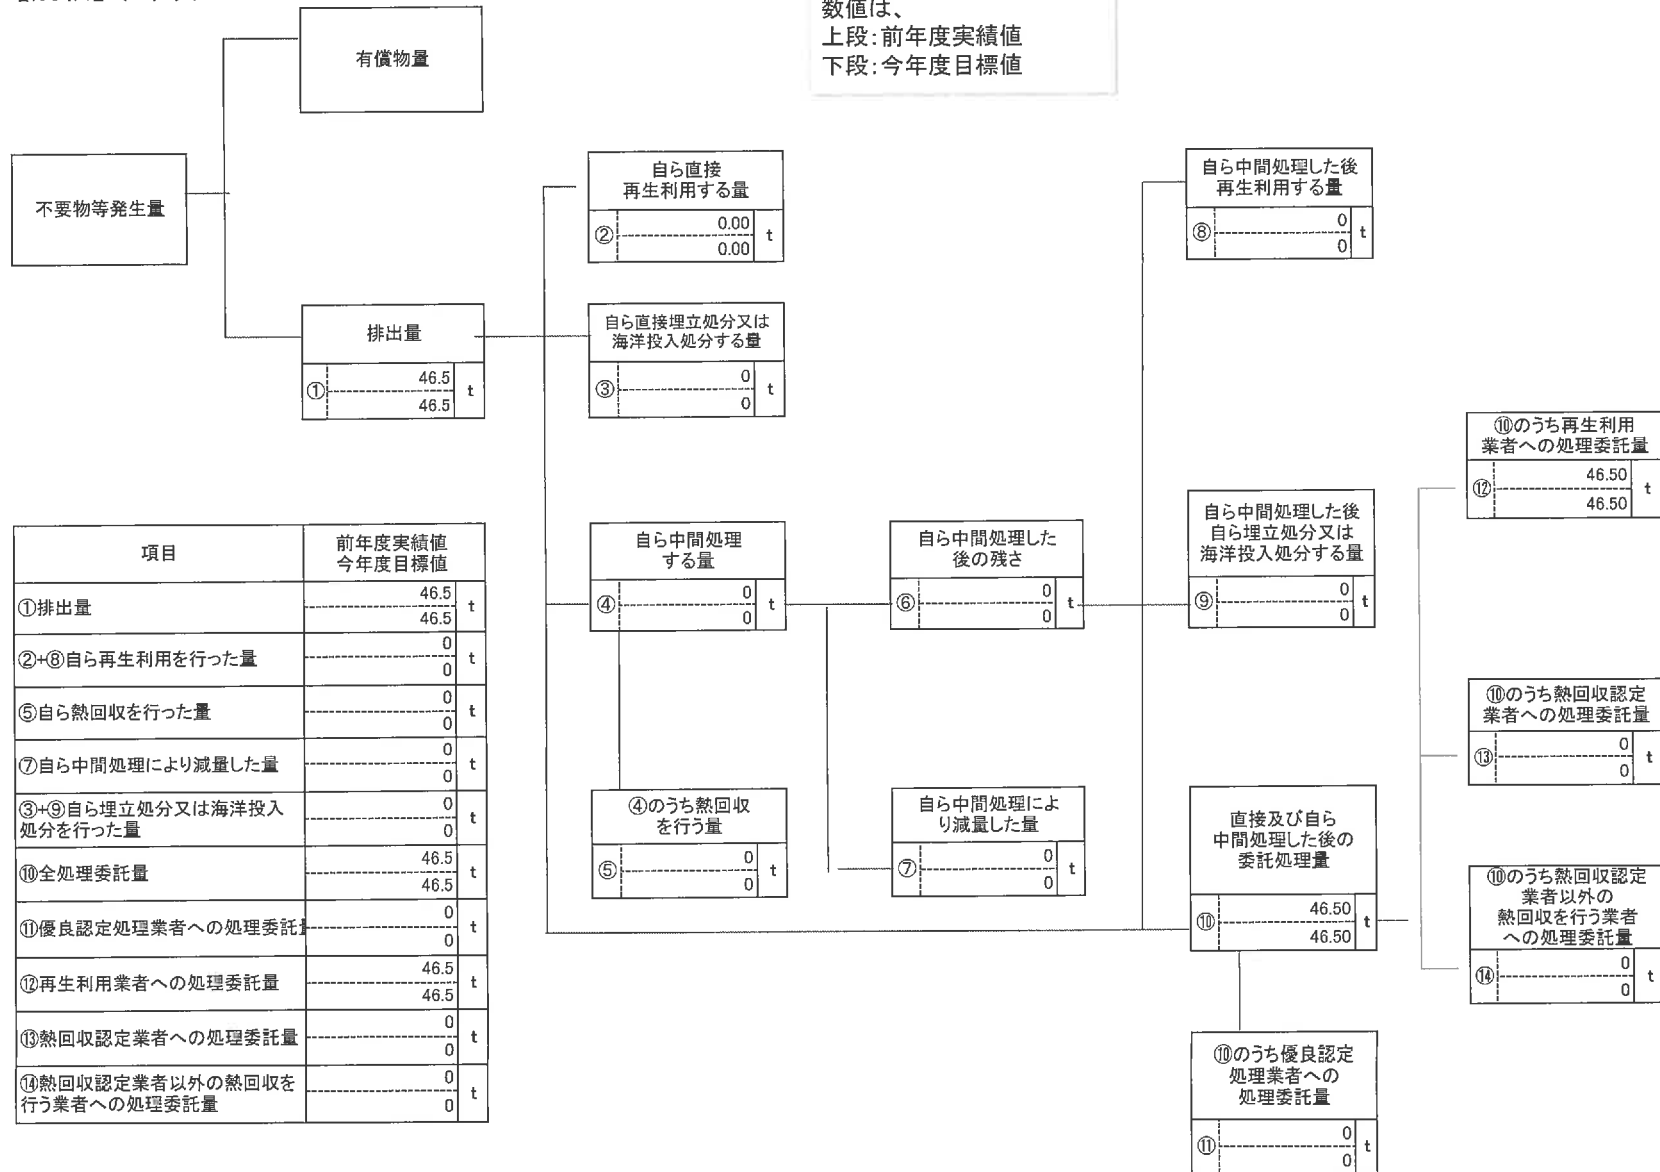 数値は、
上段:前年度実績値
下段:今年度目標値
有償物量
不要物等発生量
排出量
①
46.5
46.5
t
自ら直接
再生利用する量
②
0.00
0.00
t
自ら直接埋立処分又は
海洋投入処分する量
③
0
0
t
自ら中間処理
する量
④
0
0
t
④のうち熱回収
を行う量
⑤
0
0
t
自ら中間処理した
後の残さ
⑥
0
0
t
自ら中間処理によ
り減量した量
⑦
0
0
t
自ら中間処理した後
再生利用する量
⑧
0
0
t
自ら中間処理した後
自ら埋立処分又は
海洋投入処分する量
⑨
0
0
t
直接及び自ら
中間処理した後の
委託処理量
⑩
46.50
46.50
t
⑩のうち優良認定
処理業者への
処理委託量
⑪
0
0
t
⑩のうち再生利用
業者への処理委託量
⑫
46.50
46.50
t
⑩のうち熱回収認定
業者への処理委託量
⑬
0
0
t
⑩のうち熱回収認定
業者以外の
熱回収を行う業者
への処理委託量
⑭
0
0
t
項目
前年度実績値
今年度目標値
①排出量
46.5
46.5
t
②+⑧自ら再生利用を行った量
0
0
t
⑤自ら熱回収を行った量
0
0
t
⑦自ら中間処理により減量した量
0
0
t
③+⑨自ら埋立処分又は海洋投入
処分を行った量
0
0
t
⑩全処理委託量
46.5
46.5
t
⑪優良認定処理業者への処理委託
0
0
t
⑫再生利用業者への処理委託量
46.5
46.5
t
⑬熱回収認定業者への処理委託量
0
0
t
⑭熱回収認定業者以外の熱回収を
行う業者への処理委託量
0
0
t